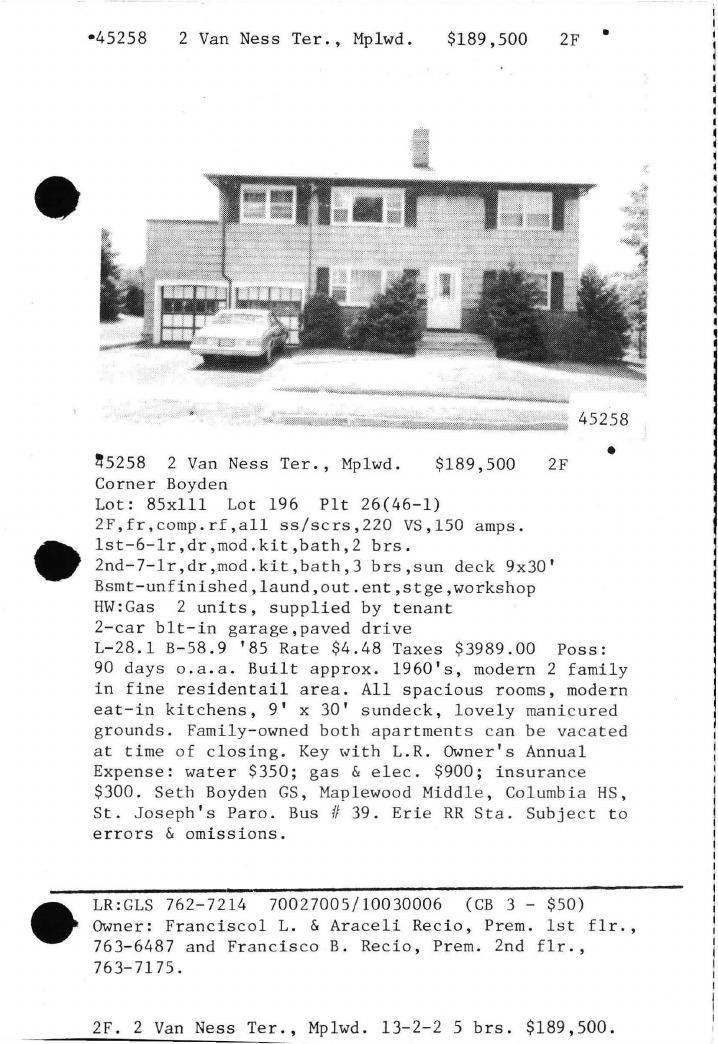 45258 2 Van Ness Ter., Mplwd. $189,500 2F
45258
45258 2 Van Ness Ter., Mplwd. $189,500 2F
Corner Boyden
Lot: 85x111 Lot 196 Plt 26(46-1)
2F,fr,comp.rf,all ss/scrs,220 VS,150 amps.
1st-6-lr,dr,mod.kit,bath,2 brs.
2nd-7-lr,dr,mod.kit,bath,3 brs,sun deck 9x30'
Bsmt-unfinished,laund,out.ent,stge,workshop
HW:Gas 2 units, supplied by tenant
2-car blt-in garage,paved drive
L-28.1 B-58.9 '85 Rate $4.48 Taxes $3989.00 Poss:
90 days o.a.a. Built approx. 1960's, modern 2 family
in fine residentail area. All spacious rooms, modern
eat-in kitchens, 9' x 30' sundeck, lovely manicured
grounds. Family-owned both apartments can be vacated
at time of closing. Key with L.R. Owner's Annual
Expense: water $350; gas & elec. $900; insurance
$300. Seth Boyden GS, Maplewood Middle, Columbia HS,
St. Joseph's Paro. Bus # 39. Erie RR Sta. Subject to
errors & omissions.
LR:GLS 762-7214 70027005/10030006 (CB 3 - $50)
Owner: Franciscol L. & Araceli Recio, Prem. 1st flr.,
763-6487 and Francisco B. Recio, Prem. 2nd flr.,
763-7175.
2F. 2 Van Ness Ter., Mplwd. 13-2-2 5 brs. $189,500.